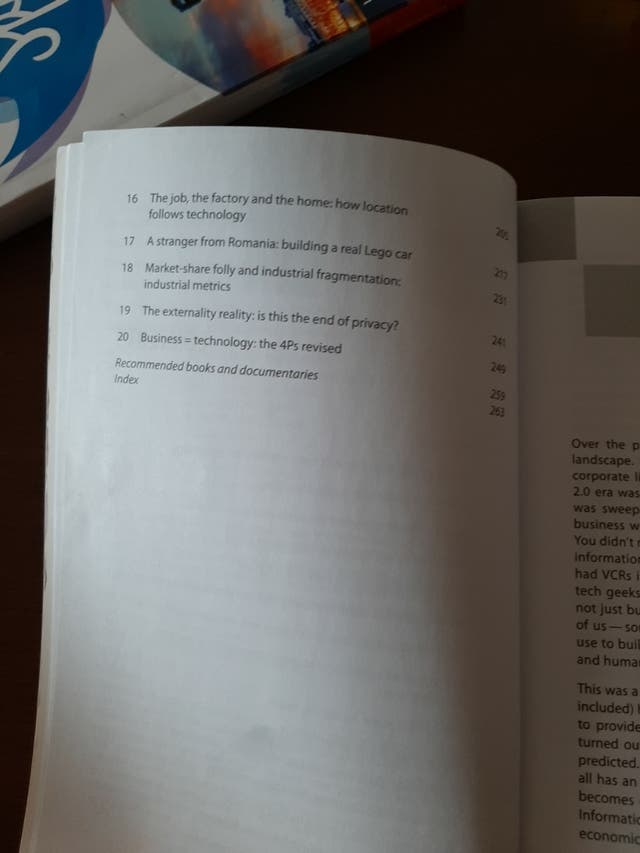 16 The job, the factory and the home: how location
follows technology 205
17 A stranger from Romania: building a real Lego car 217
18 Market-share folly and industrial fragmentation:
industrial metrics 231
19 The externality reality: is this the end of privacy? 241
20 Business = technology: the 4Ps revised 249
Recommended books and documentaries 259
Index 263
Over the p
landscape.
corporate li
2.0 era was
was sweep
business w
You didn't
information
had VCRs i
tech geeks
not just bu
of us — so
use to buil
and huma
This was a
included)
to provide
turned ou
predicted.
all has an
becomes
Informatio
economic